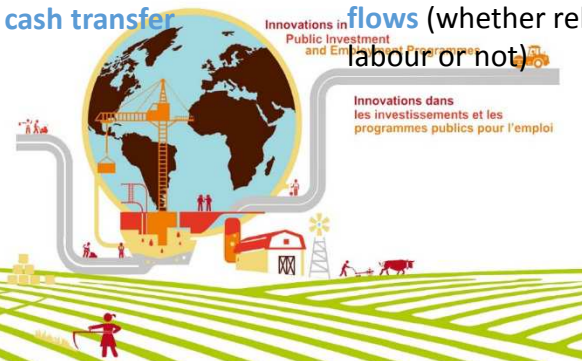 cash transfer
flows (whether rel
labour or not)
Innovations in
Public Investment
and Employment Programmes
Innovations dans
les investissements et les
programmes publics pour l'emploi